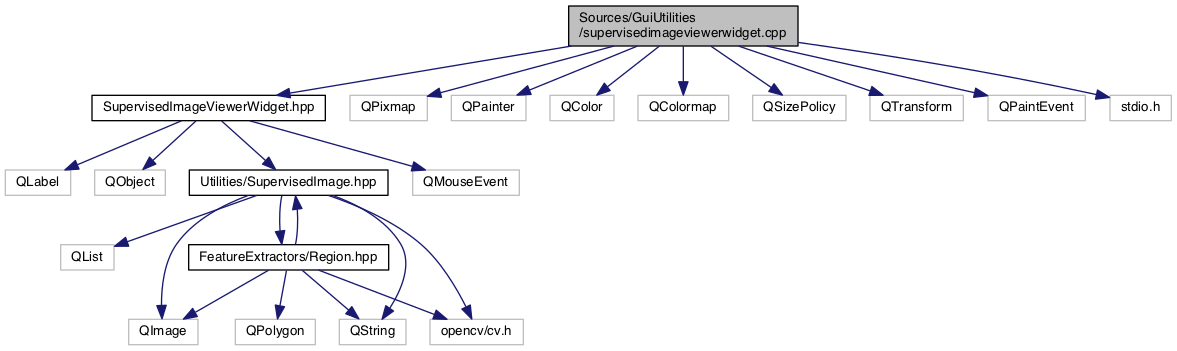 Sources/GuiUtilities
/supervisedimageviewerwidget.cpp
SupervisedImageViewerWidget.hpp
QPixmap
QPainter
QColor
QColormap
QSizePolicy
QTransform
QPaintEvent
stdio.h
QLabel
QObject
Utilities/SupervisedImage.hpp
QMouseEvent
QList
FeatureExtractors/Region.hpp
QImage
QPolygon
QString
opencv/cv.h